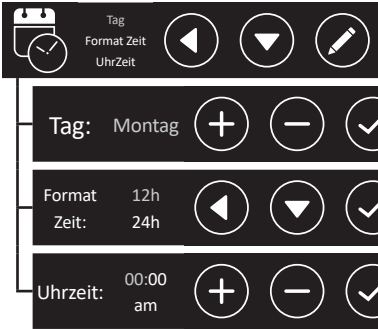 Tag
Format Zeit
UhrZeit
Tag: Montag
Format 12h
Zeit: 24h
Uhrzeit: 00:00
am